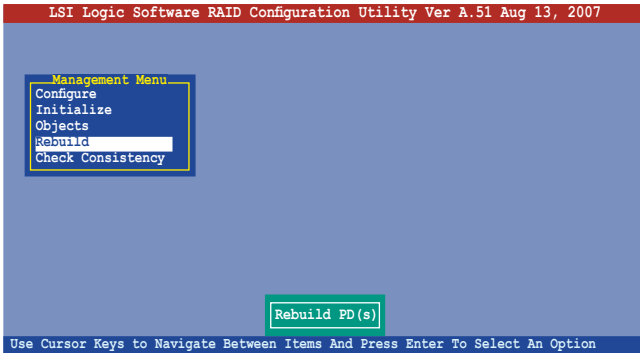 LSI Logic Software RAID Configuration Utility Ver A.51 Aug 13, 2007
Management Menu
Configure
Initialize
Objects
Rebuild
Check Consistency
Rebuild PD(s)
Use Cursor Keys to Navigate Between Items And Press Enter To Select An Option